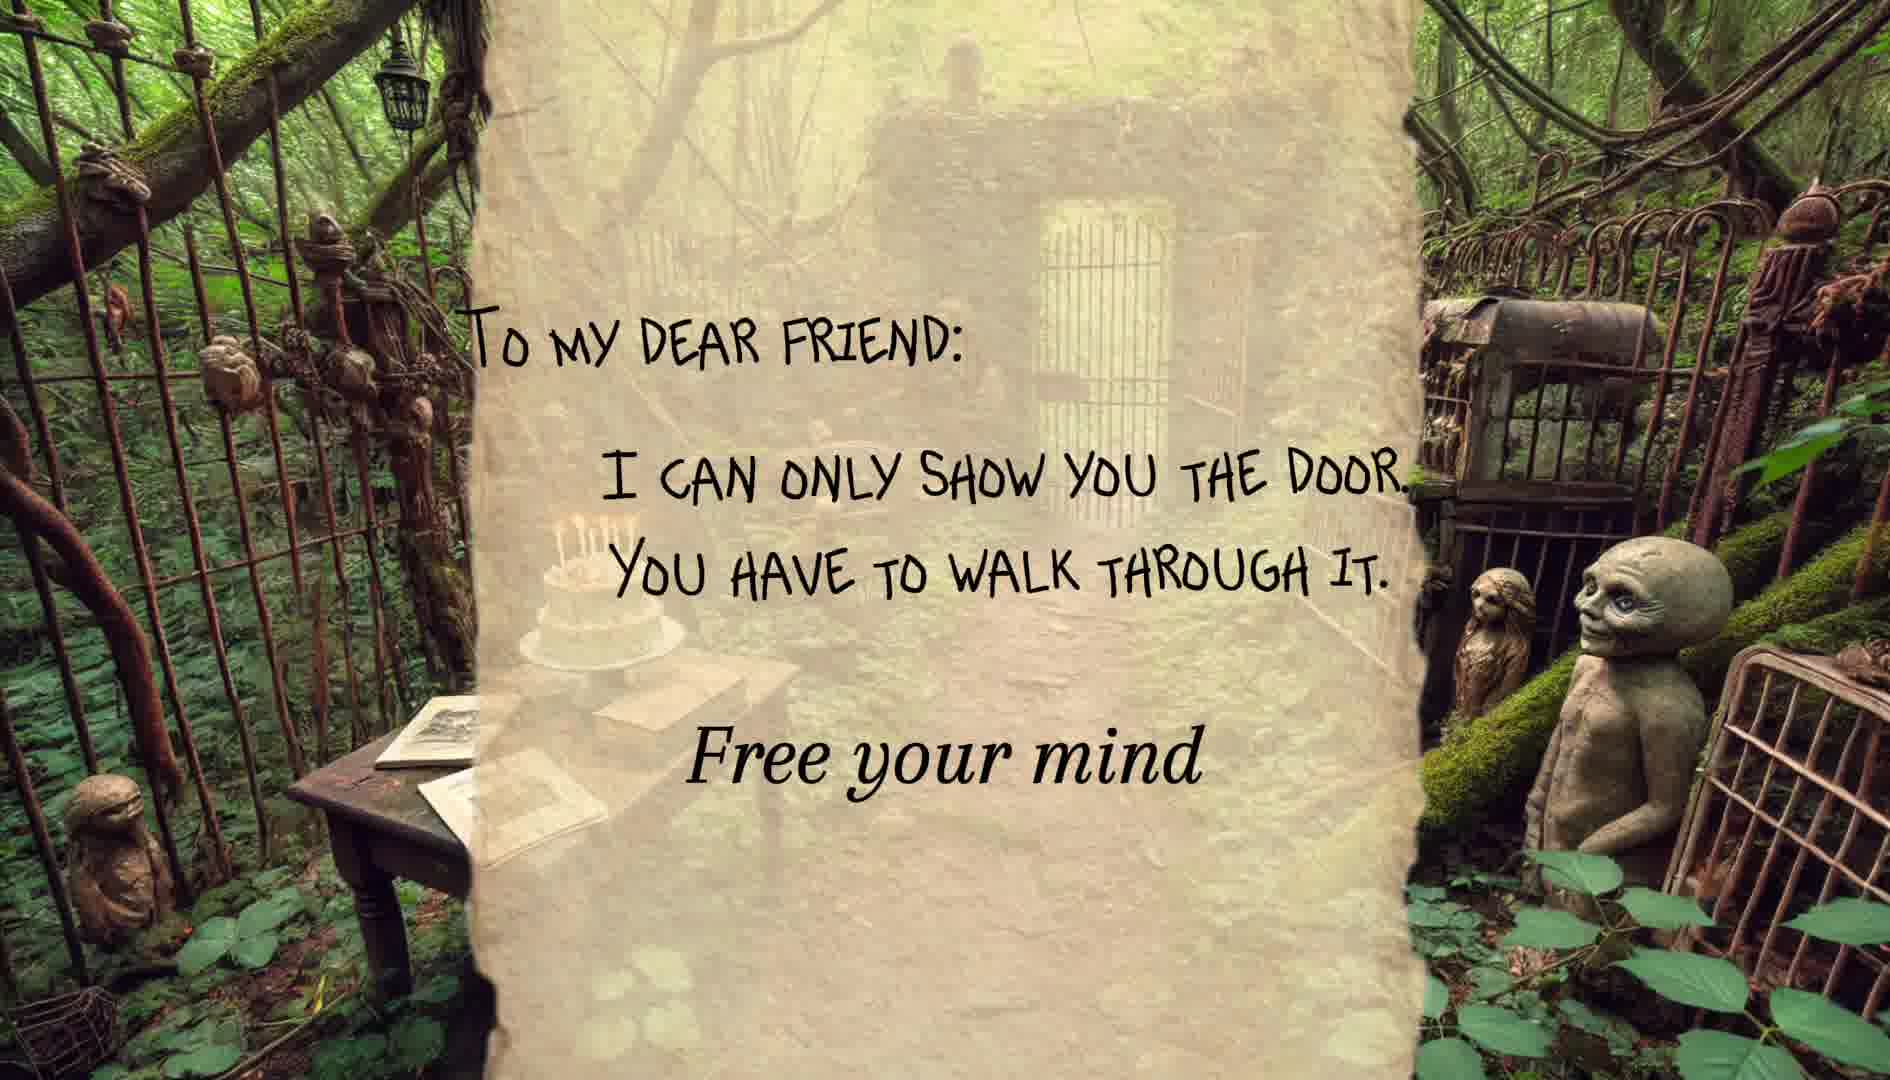 To my dear friend:
I can only show you the door.
You have to walk through it.
Free your mind